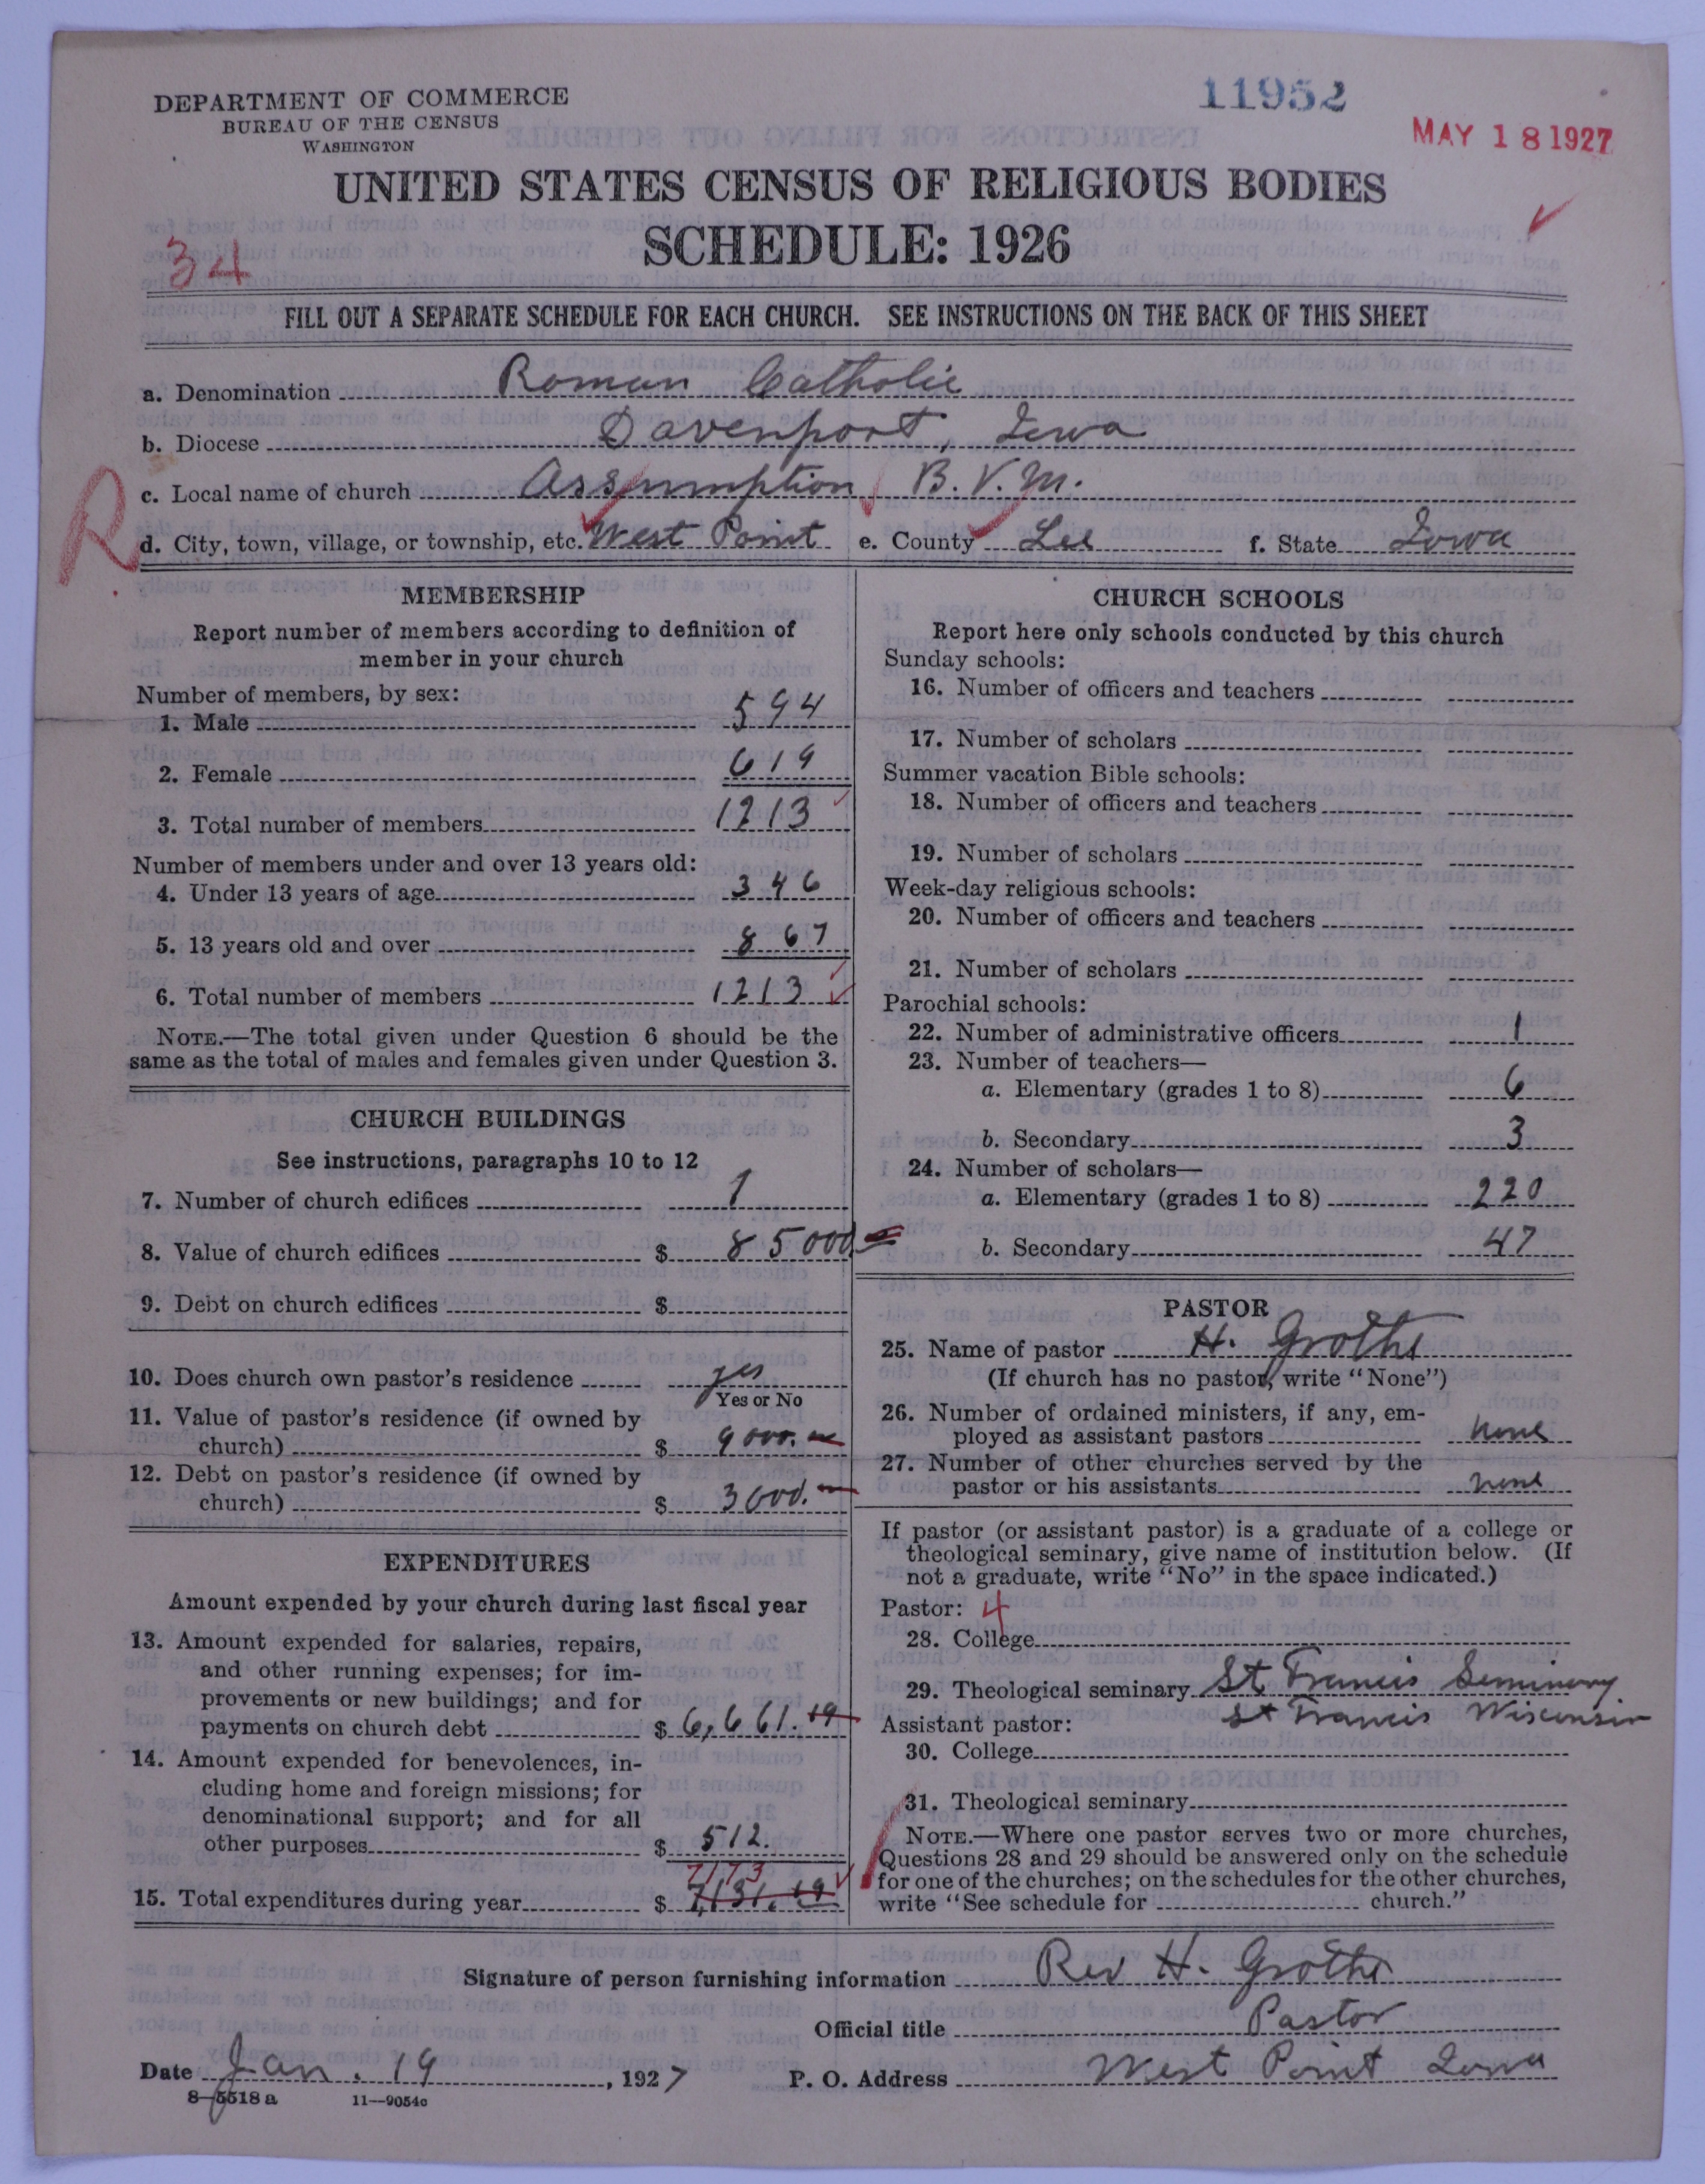 DEPARTMENT OF COMMERCE
BUREAU OF THE CENSUS
WASHINGTON
11952
MAY 18 1927
UNITED STATES CENSUS OF RELIGIOUS BODIES
SCHEDULE: 1926
34
FILL OUT A SEPARATE SCHEDULE FOR EACH CHURCH. SEE INSTRUCTIONS ON THE BACK OF THIS SHEET
a. Denomination Roman Catholic
b. Diocese Davenport, Iowa
c. Local name of church Assumption B.V.M.
R
d. City, town, village, or township, etc. West Point e. County Lee f. State Iowa
MEMBERSHIP
Report number of members according to definition of
member in your church
Number of members, by sex:
1. Male 594
2. Female 619
3. Total number of members 1213
Number of members under and over 13 years old:
4. Under 13 years of age 346
5. 13 years old and over 867
6. Total number of members 1213
NOTE.—The total given under Question 6 should be the
same as the total of males and females given under Question 3.
CHURCH BUILDINGS
See instructions, paragraphs 10 to 12
7. Number of church edifices 1
8. Value of church edifices $ 85000
9. Debt on church edifices $
10. Does church own pastor's residence yes
Yes or No
11. Value of pastor's residence (if owned by
church) $ 9000.
12. Debt on pastor's residence (if owned by
church) $ 3000.
EXPENDITURES
Amount expended by your church during last fiscal year
13. Amount expended for salaries, repairs,
and other running expenses; for im-
provements or new buildings; and for
payments on church debt $ 6,661.19
14. Amount expended for benevolences, in-
cluding home and foreign missions; for
denominational support; and for all
other purposes $ 512.
7173
15. Total expenditures during year $ 7131.19
CHURCH SCHOOLS
Report here only schools conducted by this church
Sunday schools:
16. Number of officers and teachers
17. Number of scholars
Summer vacation Bible schools:
18. Number of officers and teachers
19. Number of scholars
Week-day religious schools:
20. Number of officers and teachers
21. Number of scholars
Parochial schools:
22. Number of administrative officers 1
23. Number of teachers—
a. Elementary (grades 1 to 8) 6
b. Secondary 3
24. Number of scholars—
a. Elementary (grades 1 to 8) 220
b. Secondary 47
PASTOR
25. Name of pastor H. Grothe
(If church has no pastor, write "None")
26. Number of ordained ministers, if any, em-
ployed as assistant pastors none
27. Number of other churches served by the
pastor or his assistants none
If pastor (or assistant pastor) is a graduate of a college or
theological seminary, give name of institution below. (If
not a graduate, write "No" in the space indicated.)
Pastor: 4
28. College
29. Theological seminary St Francis Seminary
St Francis Wisconsin
Assistant pastor:
30. College
31. Theological seminary
NOTE.—Where one pastor serves two or more churches,
Questions 28 and 29 should be answered only on the schedule
for one of the churches; on the schedules for the other churches,
write "See schedule for church."
Signature of person furnishing information Rev H. Grothe
Official title Pastor
Date Jan. 19, 1927 P. O. Address West Point Iowa
8—5518a 11—9054c